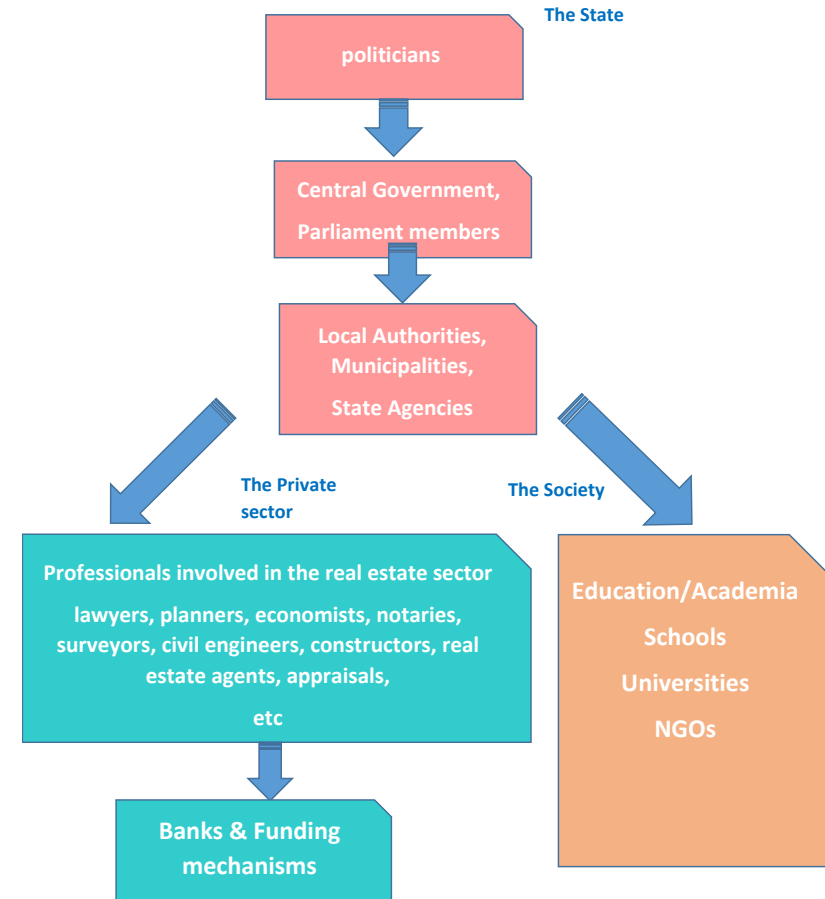 The State
politicians
Central Government,
Parliament members
Local Authorities,
Municipalities,
State Agencies
The Private
sector
The Society
Professionals involved in the real estate sector
lawyers, planners, economists, notaries,
surveyors, civil engineers, constructors, real
estate agents, appraisals,
etc
Education/Academia
Schools
Universities
NGOs
Banks & Funding
mechanisms